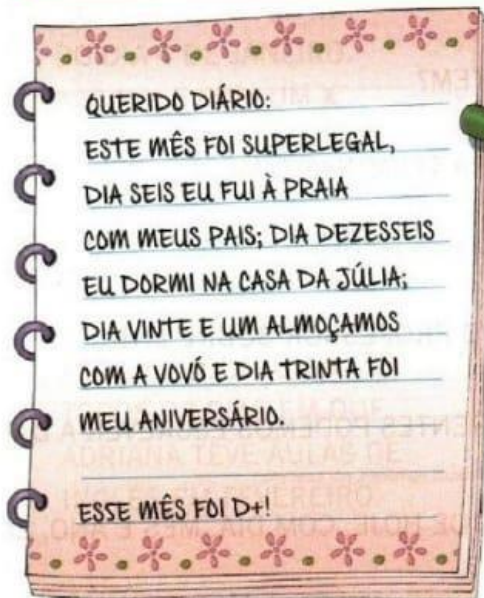 QUERIDO DIÁRIO:
ESTE MÊS FOI SUPERLEGAL,
DIA SEIS EU FUI À PRAIA
COM MEUS PAIS; DIA DEZESSEIS
EU DORMI NA CASA DA JÚLIA;
DIA VINTE E UM ALMOÇAMOS
COM A VOVÓ E DIA TRINTA FOI
MEU ANIVERSÁRIO.
ESSE MÊS FOI D+!